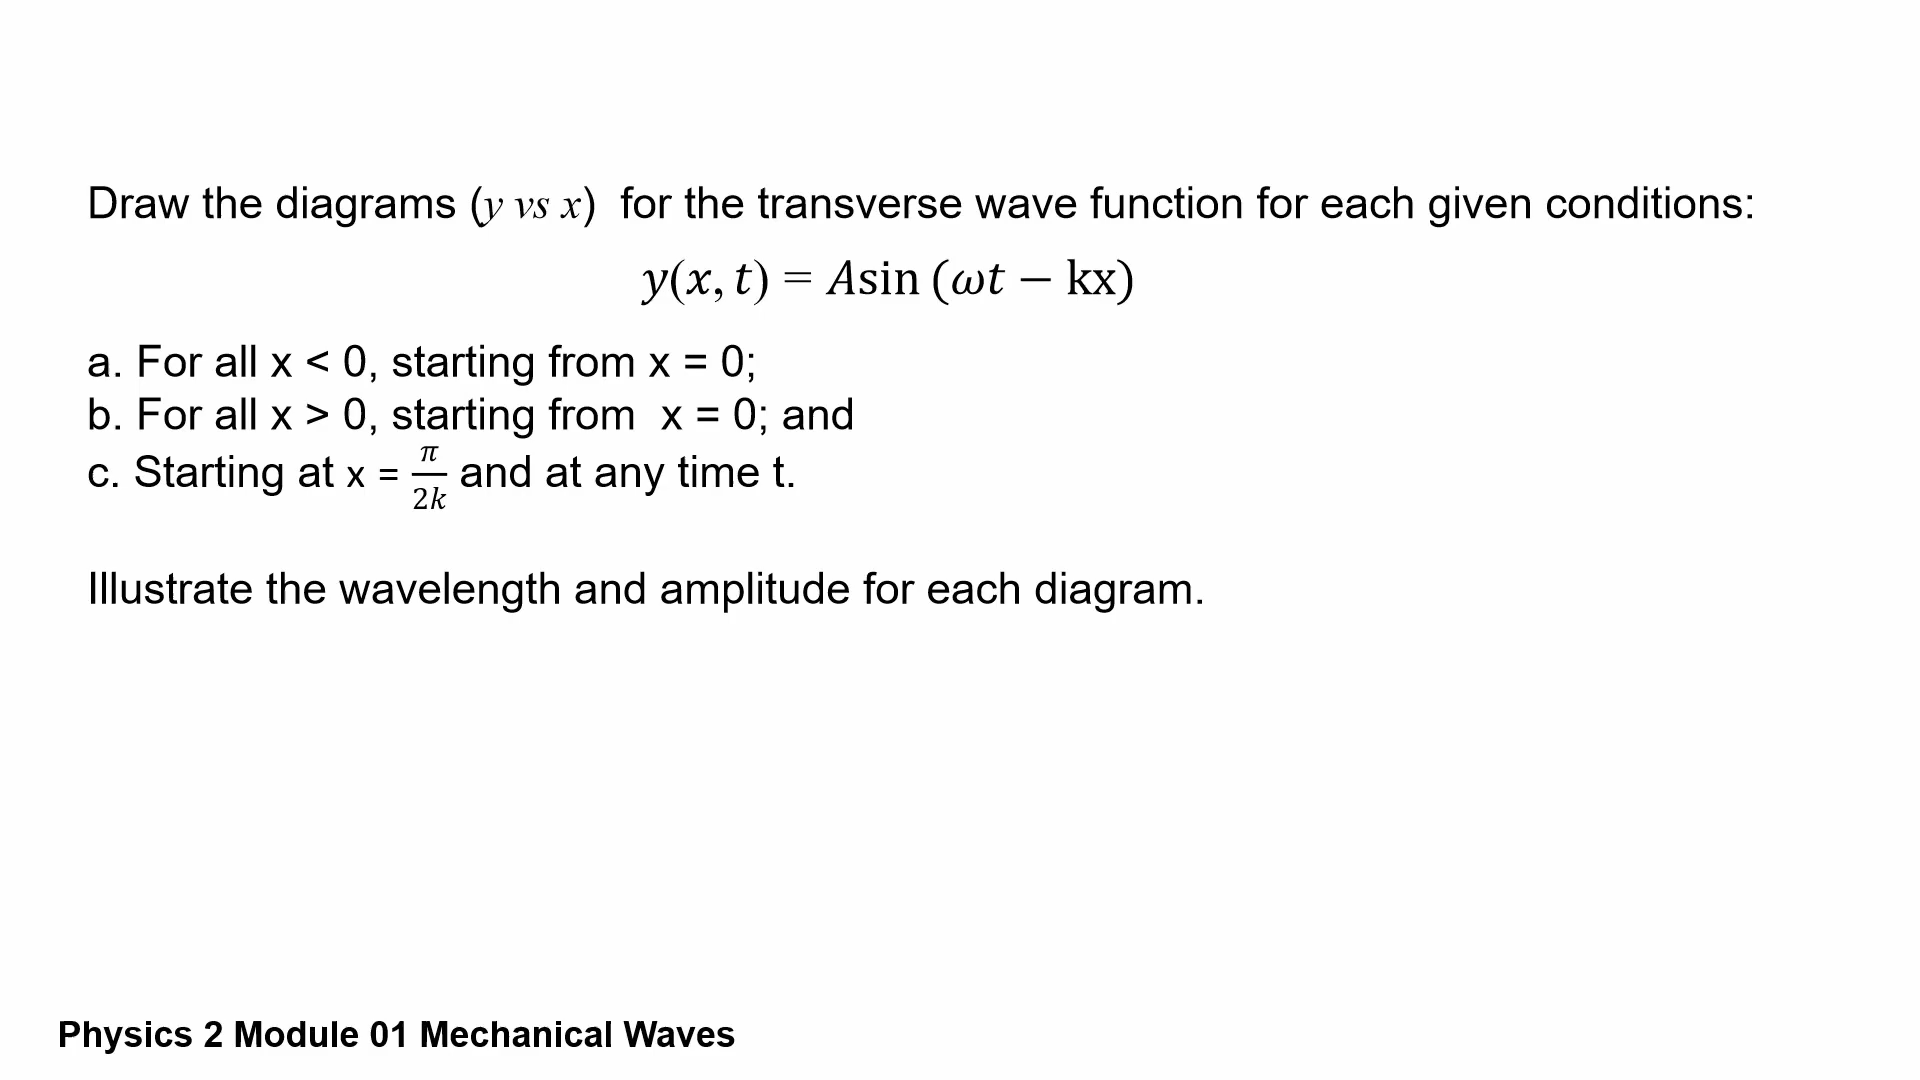 Draw the diagrams (y vs x)  for the transverse wave function for each given conditions:
y(x, t) = Asin (ωt − kx)
a. For all x < 0, starting from x = 0;
b. For all x > 0, starting from  x = 0; and
c. Starting at x = π/2k and at any time t.
Illustrate the wavelength and amplitude for each diagram.
Physics 2 Module 01 Mechanical Waves